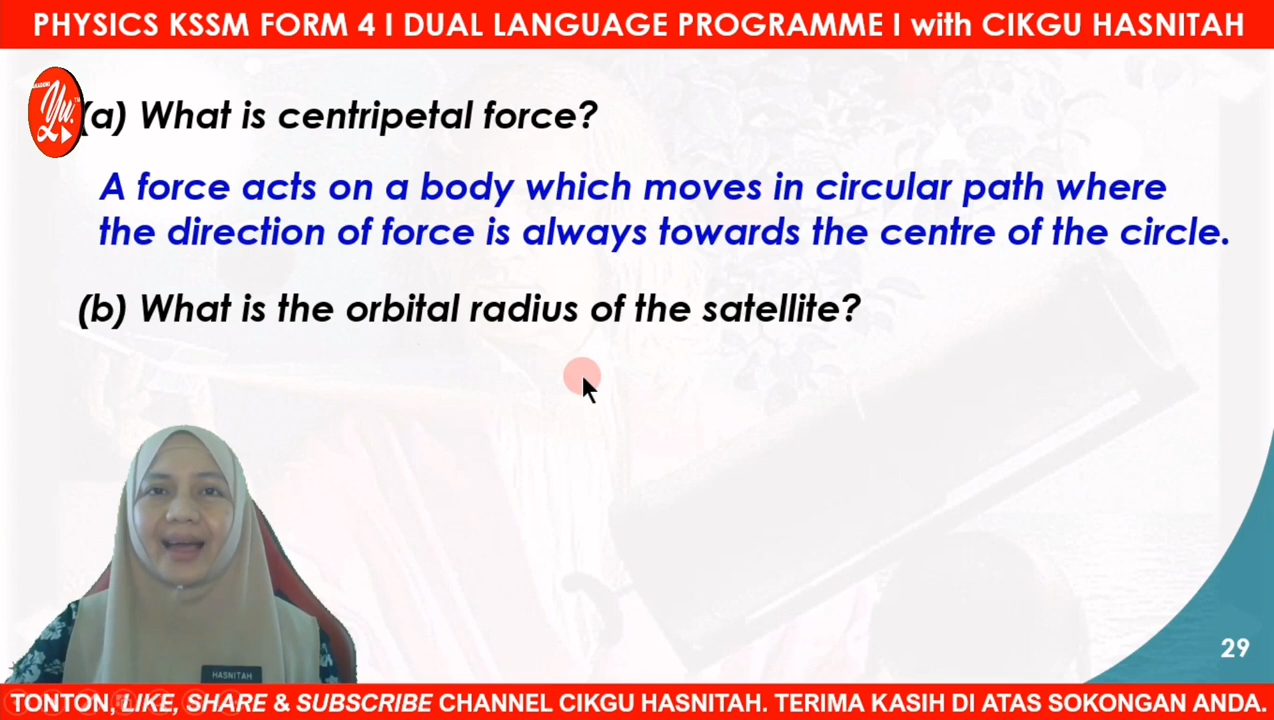 PHYSICS KSSM FORM 4 I DUAL LANGUAGE PROGRAMME I with CIKGU HASNITAH
(a) What is centripetal force?
A force acts on a body which moves in circular path where
the direction of force is always towards the centre of the circle.
(b) What is the orbital radius of the satellite?
HASNITAH
29
TONTON, LIKE, SHARE & SUBSCRIBE CHANNEL CIKGU HASNITAH. TERIMA KASIH DI ATAS SOKONGAN ANDA.